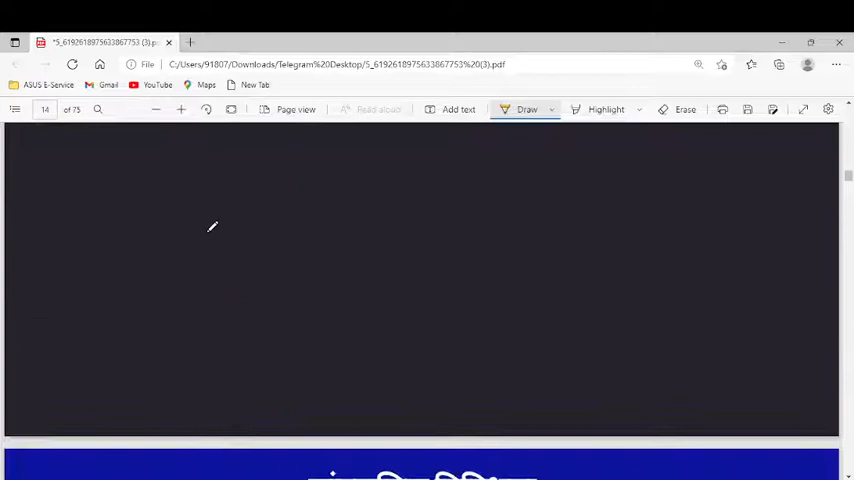 *5_6192618975633867753 (3).pdf
File C:/Users/91807/Downloads/Telegram%20Desktop/5_6192618975633867753%20(3).pdf
ASUS E-Service Gmail YouTube Maps New Tab
14 of 75 Page view Read aloud Add text Draw Highlight Erase